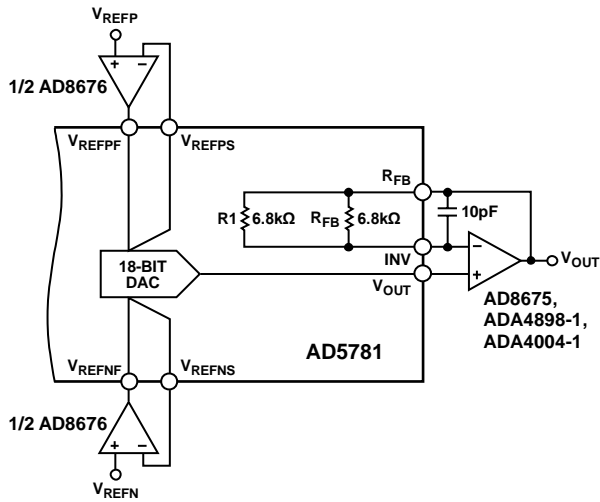 VREFP
1/2 AD8676
+ −
VREFPF
VREFPS
RFB
R1 6.8kΩ
RFB 6.8kΩ
10pF
INV
−
+
VOUT
18-BIT
DAC
VOUT
AD8675,
ADA4898-1,
ADA4004-1
AD5781
VREFNF
VREFNS
1/2 AD8676
+ −
VREFN